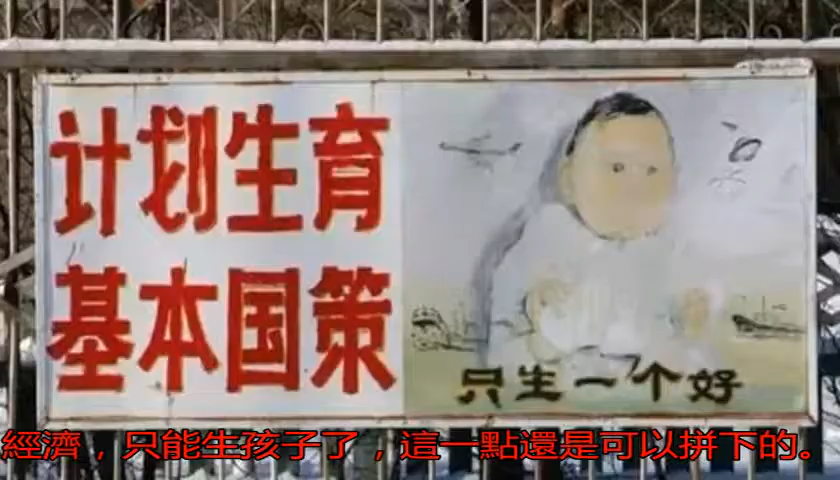 计划生育
基本国策
只生一个好
經濟，只能生孩子了，這一點還是可以拼下的。